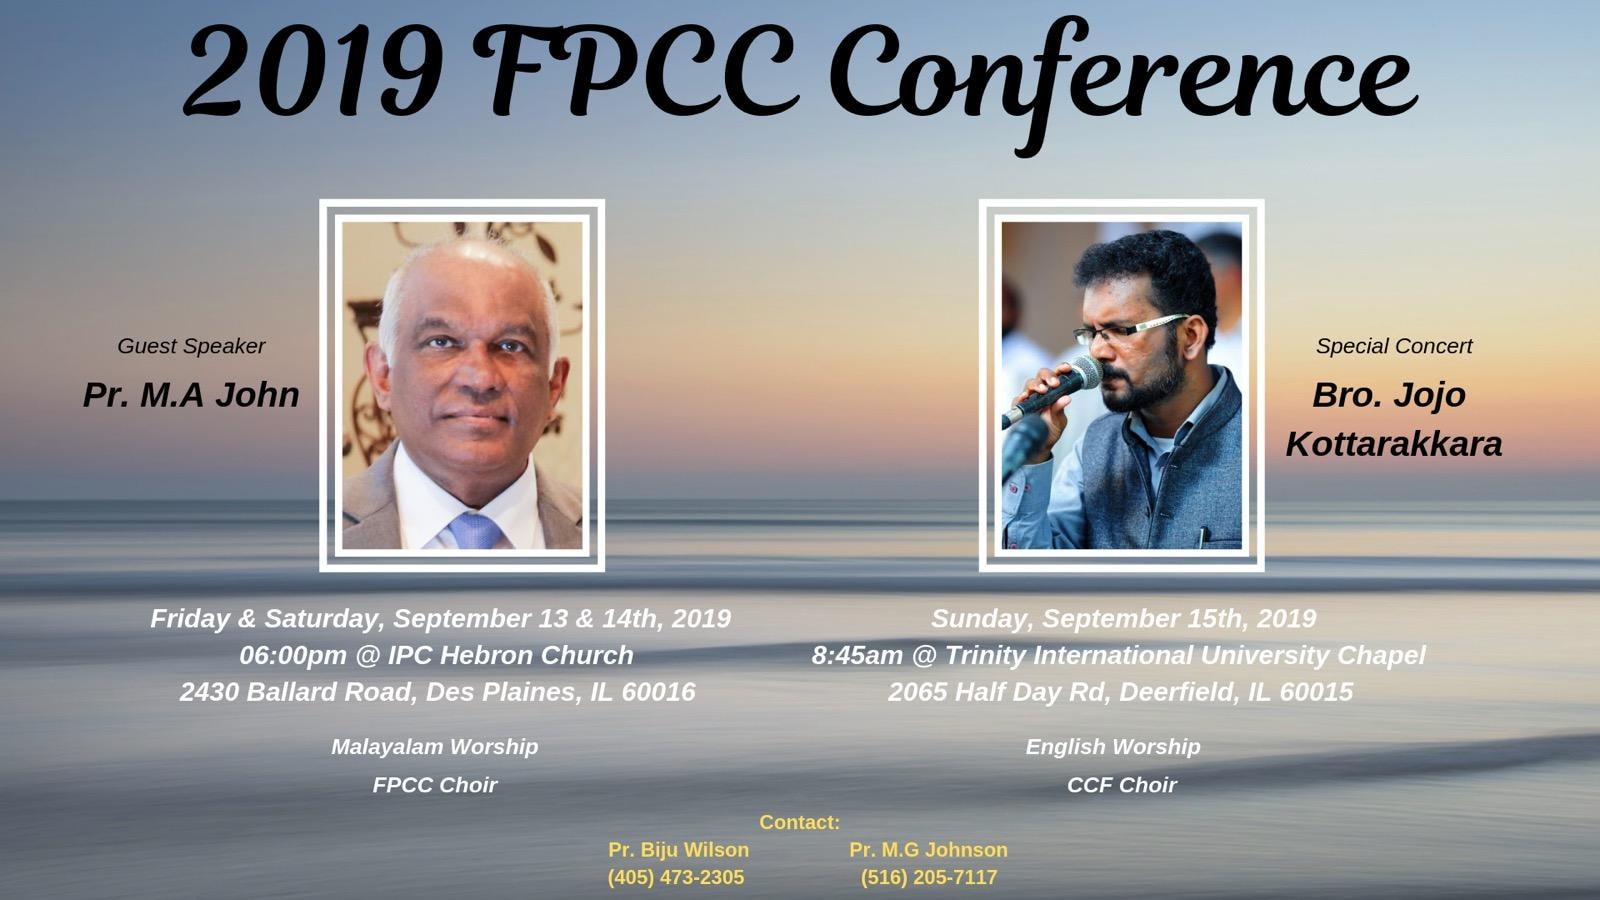 2019 FPCC Conference
Guest Speaker
Pr. M.A John
Special Concert
Bro. Jojo
Kottarakkara
Friday & Saturday, September 13 & 14th, 2019
06:00pm @ IPC Hebron Church
2430 Ballard Road, Des Plaines, IL 60016
Malayalam Worship
FPCC Choir
Sunday, September 15th, 2019
8:45am @ Trinity International University Chapel
2065 Half Day Rd, Deerfield, IL 60015
English Worship
CCF Choir
Contact:
Pr. Biju Wilson
(405) 473-2305
Pr. M.G Johnson
(516) 205-7117